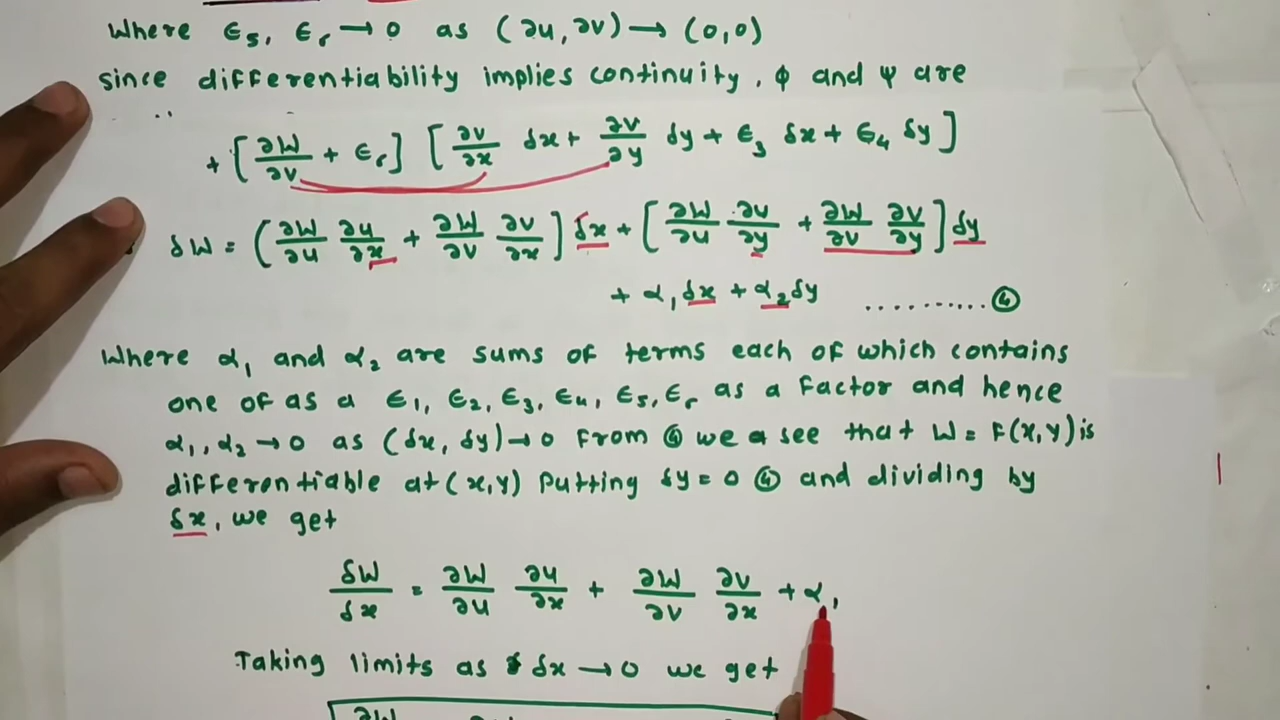 Where ϵ5, ϵ6 → 0 as (∂u, ∂v) → (0,0)
since differentiability implies continuity, φ and ψ are
+ [∂W/∂v + ϵ6] [∂v/∂x δx + ∂v/∂y δy + ϵ3 δx + ϵ4 δy]
δW = (∂W/∂u ∂u/∂x + ∂W/∂v ∂v/∂x] δx + [∂W/∂u ∂u/∂y + ∂W/∂v ∂v/∂y] δy
+ α1 δx + α2 δy ........... ④
Where α1 and α2 are sums of terms each of which contains
one of as a ϵ1, ϵ2, ϵ3, ϵ4, ϵ5, ϵ6 as a Factor and hence
α1, α2 → 0 as (δx, δy) → 0 From ④ we see that W = F(x,y) is
differentiable at (x,y) Putting δy = 0 ④ and dividing by
δx, we get
δW/δx = ∂W/∂u ∂u/∂x + ∂W/∂v ∂v/∂x + α1
Taking limits as δx → 0 we get
∂W